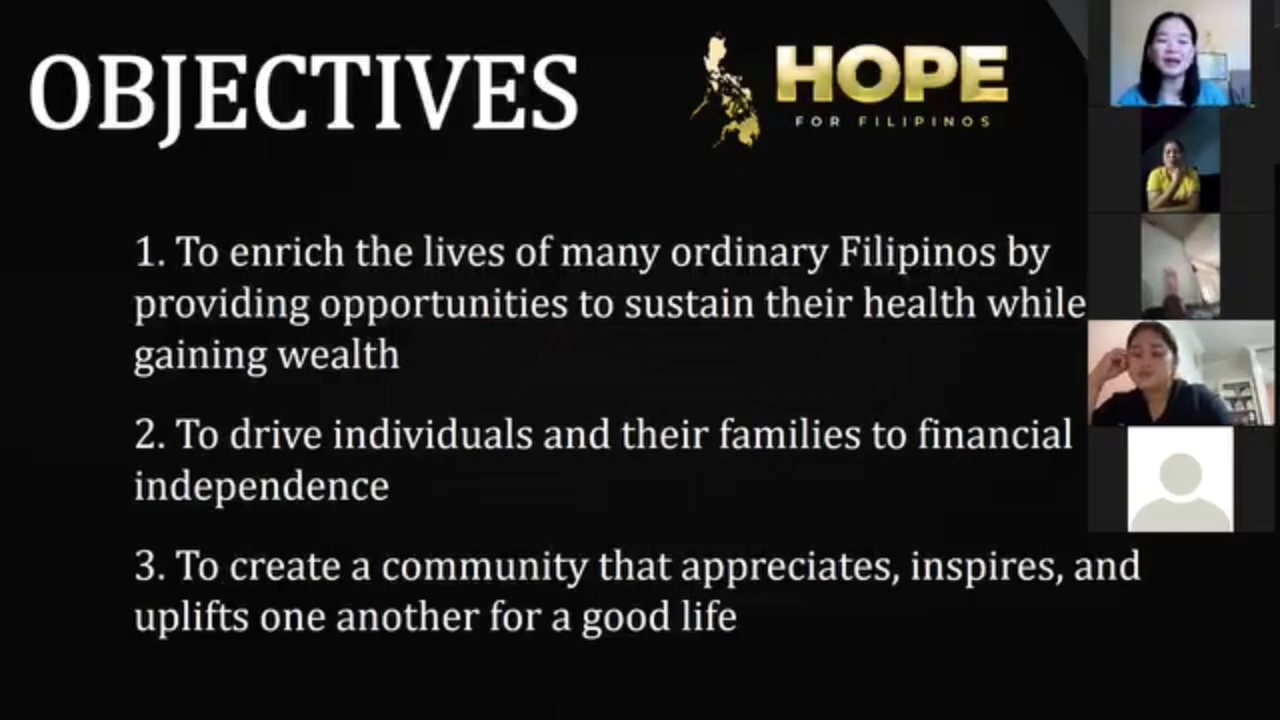 OBJECTIVES
HOPE
FOR FILIPINOS
1. To enrich the lives of many ordinary Filipinos by
providing opportunities to sustain their health while
gaining wealth
2. To drive individuals and their families to financial
independence
3. To create a community that appreciates, inspires, and
uplifts one another for a good life